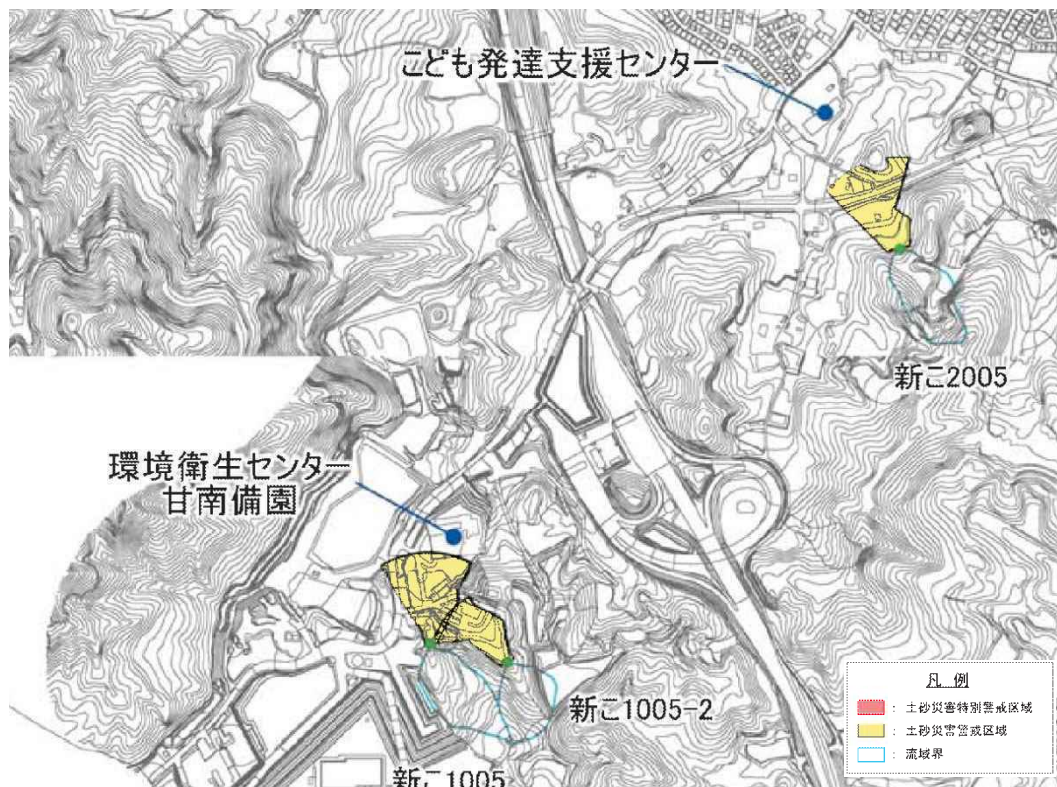 こども発達支援センター
新こ2005
環境衛生センター
甘南備園
新こ1005-2
新こ1005
凡 例
: 土砂災害特別警戒区域
: 土砂災害警戒区域
: 流域界